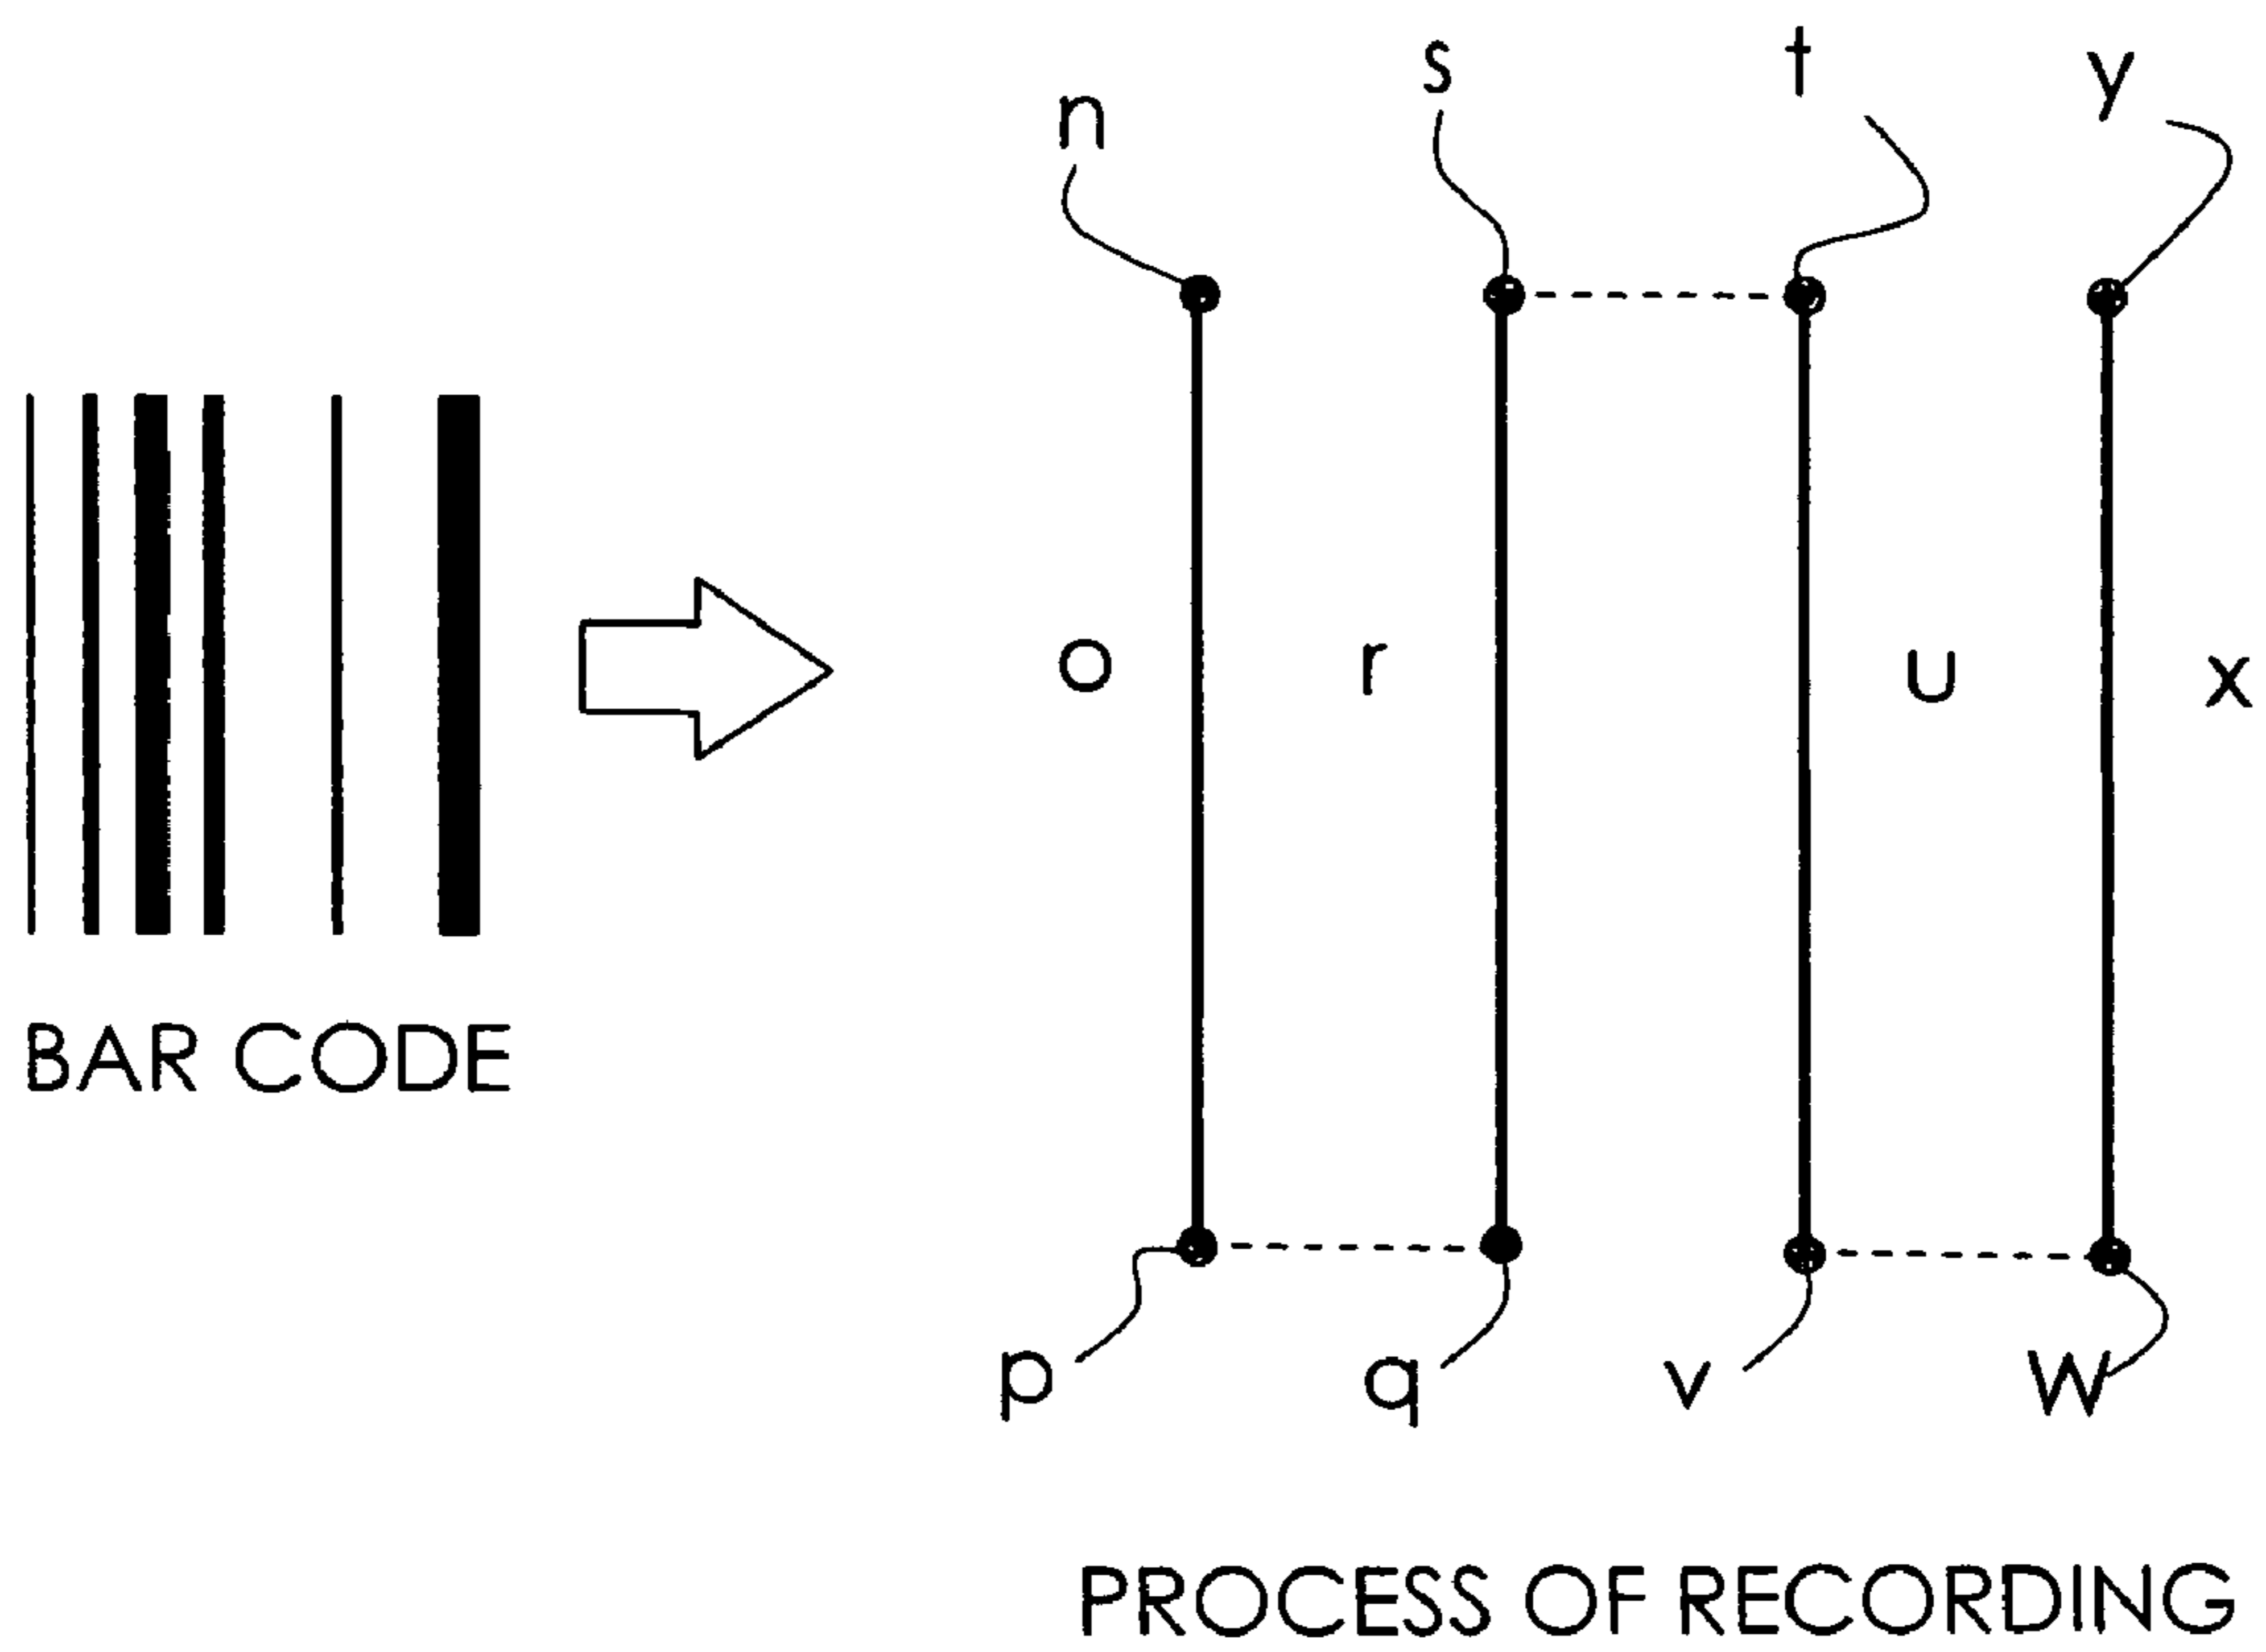 n s t y
o r u x
BAR CODE
p q v w
PROCESS OF RECORDING